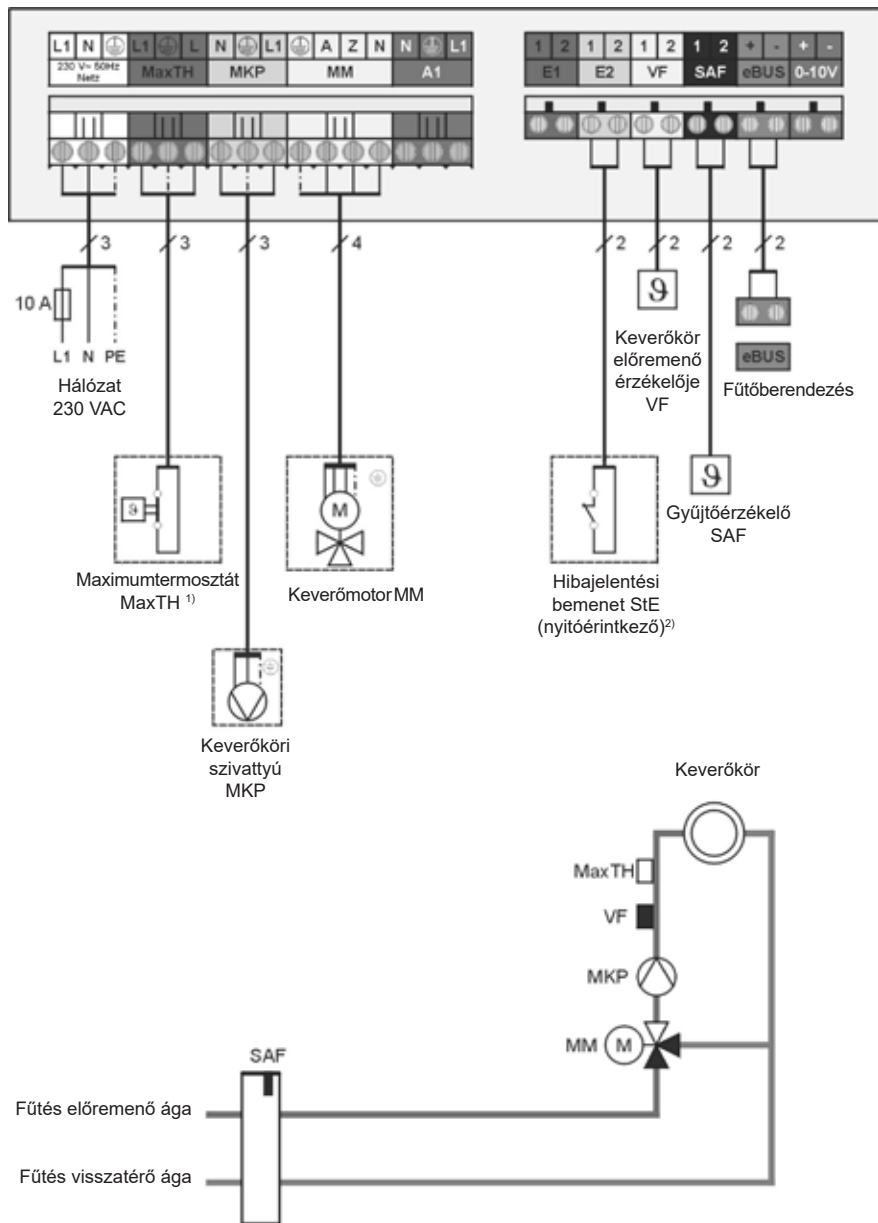 L1 N L1 L N L1 A Z N N L1
230 V~ 50Hz
Netz
MaxTH MKP MM A1
1 2 1 2 1 2 1 2 + - + -
E1 E2 VF SAF eBUS 0-10V
3 3 3 4 2 2 2 2
10 A
L1 N PE
Hálózat
230 VAC
ϑ
Keverőkör
előremenő
érzékelője
VF
eBUS
Fűtőberendezés
ϑ
Maximumtermosztát
MaxTH 1)
M
Keverőmotor MM
Hibajelentési
bemenet StE
(nyitóérintkező)2)
ϑ
Gyűjtőérzékelő
SAF
Keverőköri
szivattyú
MKP
Keverőkör
MaxTH
VF
MKP
MM M
SAF
Fűtés előremenő ága
Fűtés visszatérő ága